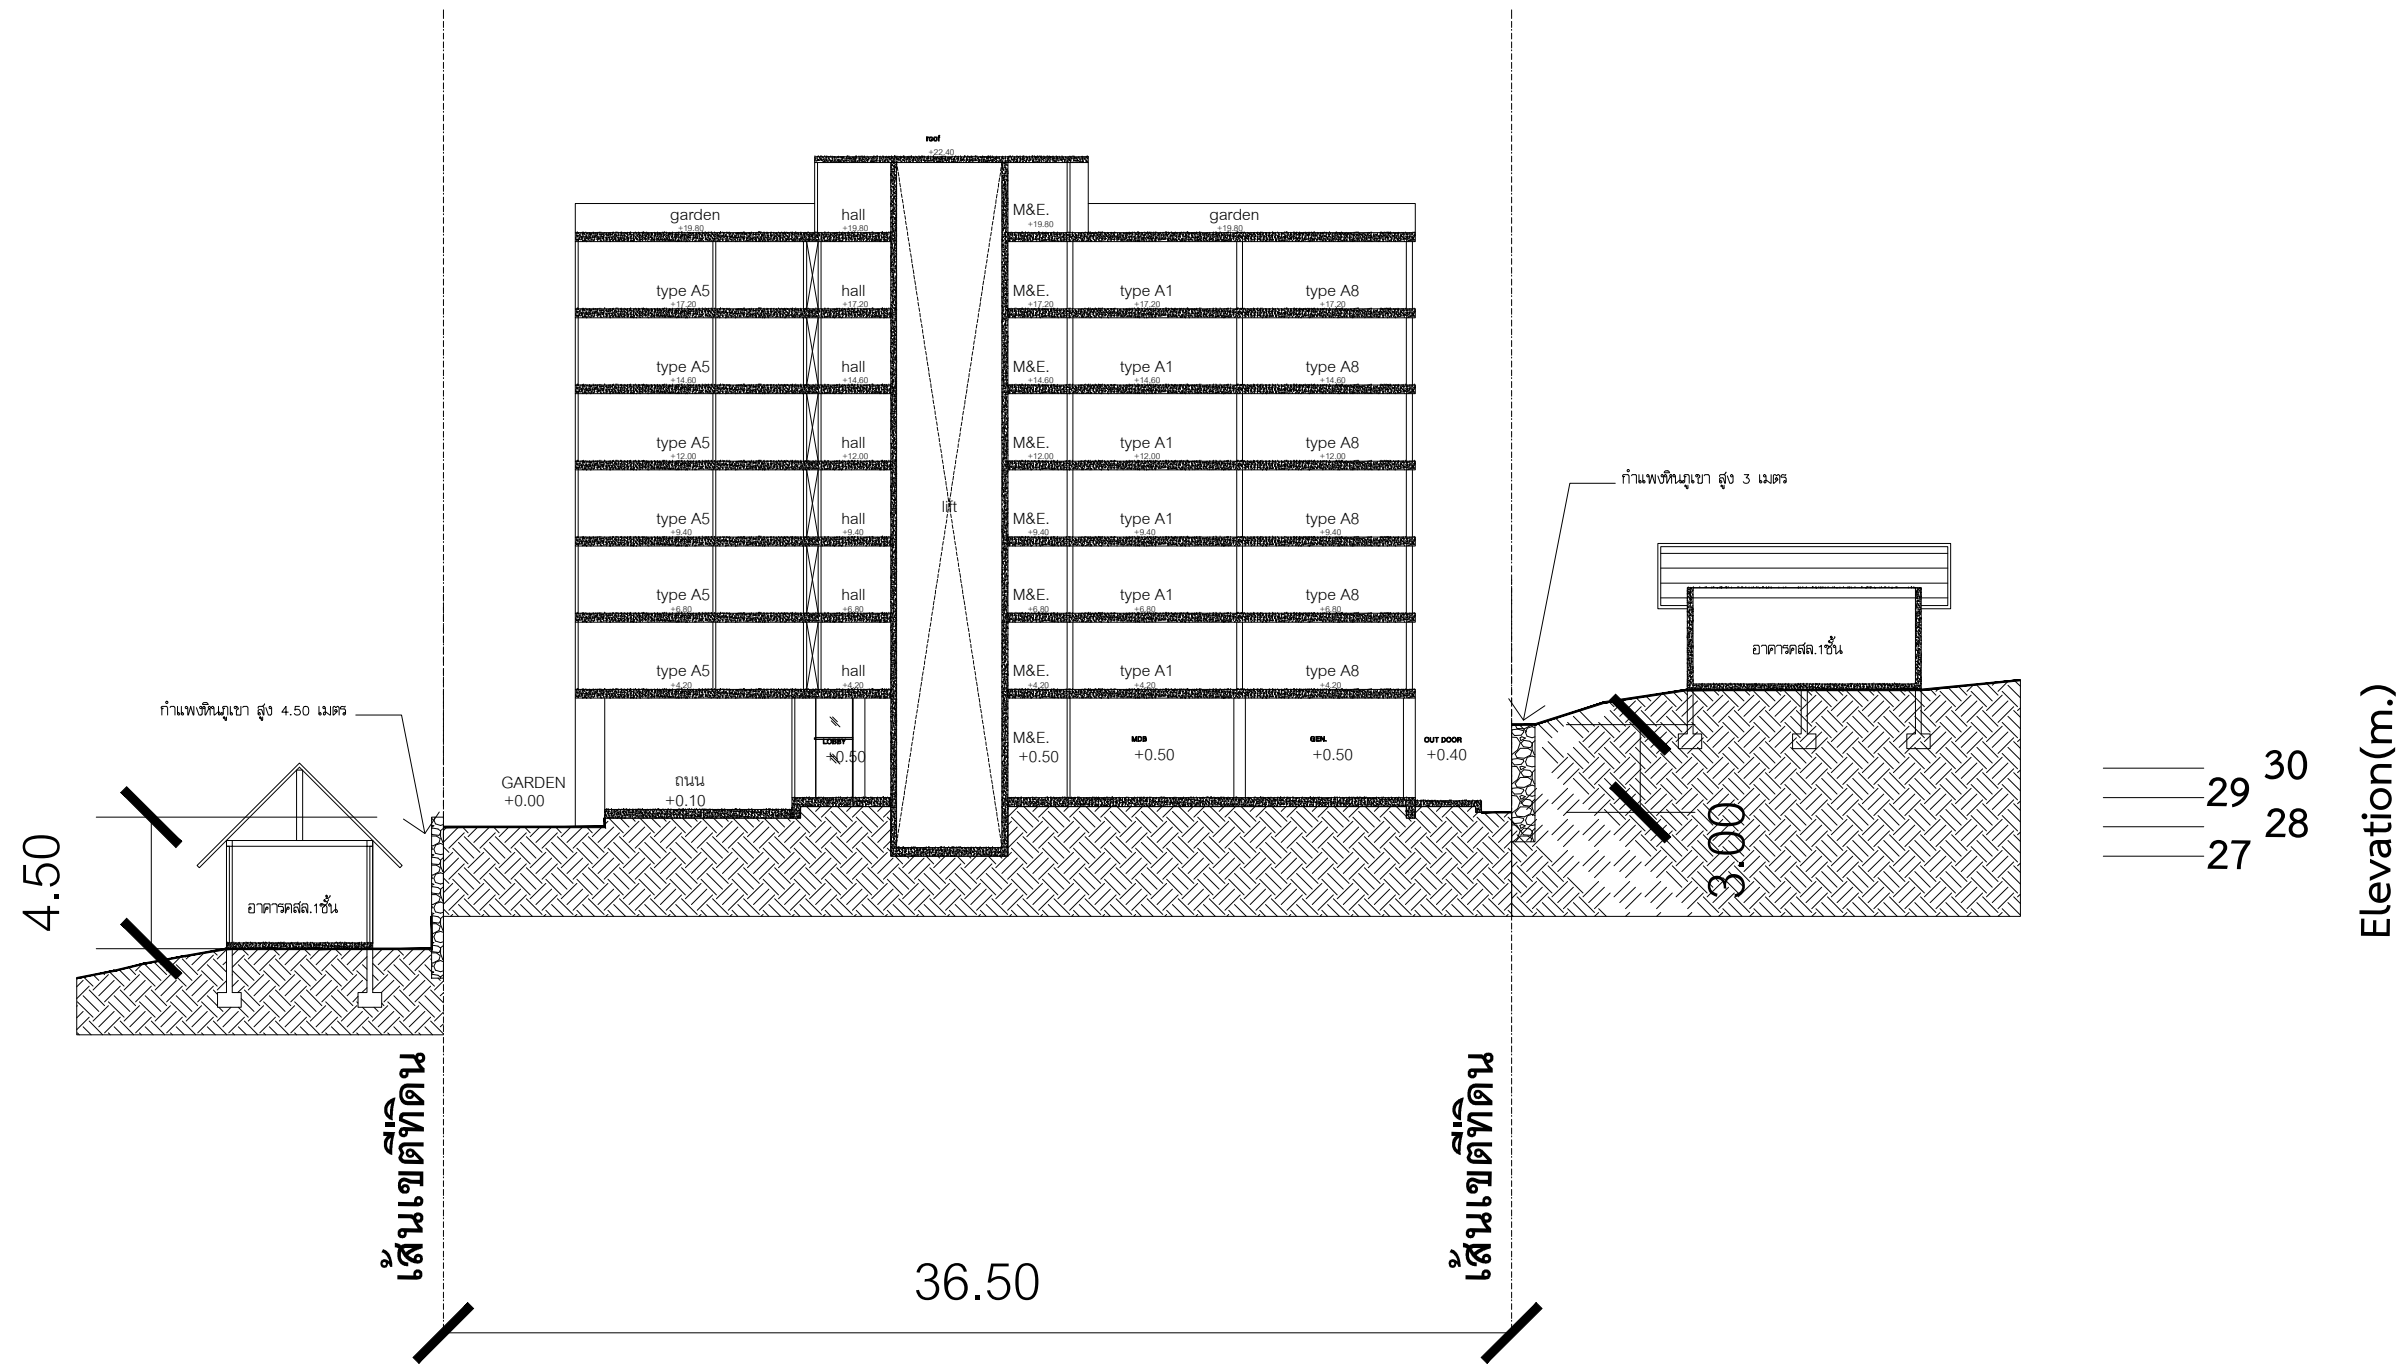 roof
+22.40
garden
+19.80
hall
+19.80
M&E.
+19.80
garden
+19.80
type A5
+17.20
hall
+17.20
M&E.
+17.20
type A1
+17.20
type A8
+17.20
type A5
+14.60
hall
+14.60
M&E.
+14.60
type A1
+14.60
type A8
+14.60
type A5
+12.00
hall
+12.00
M&E.
+12.00
type A1
+12.00
type A8
+12.00
กำแพงหินภูเขา สูง 3 เมตร
lift
type A5
+9.40
hall
+9.40
M&E.
+9.40
type A1
+9.40
type A8
+9.40
type A5
+6.80
hall
+6.80
M&E.
+6.80
type A1
+6.80
type A8
+6.80
อาคารคสล.1ชั้น
type A5
+4.20
hall
+4.20
M&E.
+4.20
type A1
+4.20
type A8
+4.20
กำแพงหินภูเขา สูง 4.50 เมตร
LOBBY
+0.50
M&E.
+0.50
MDB
+0.50
GEN.
+0.50
OUT DOOR
+0.40
GARDEN
+0.00
ถนน
+0.10
30
29
28
27
Elevation(m.)
3.00
4.50
อาคารคสล.1ชั้น
เส้นเขตที่ดิน
เส้นเขตที่ดิน
36.50